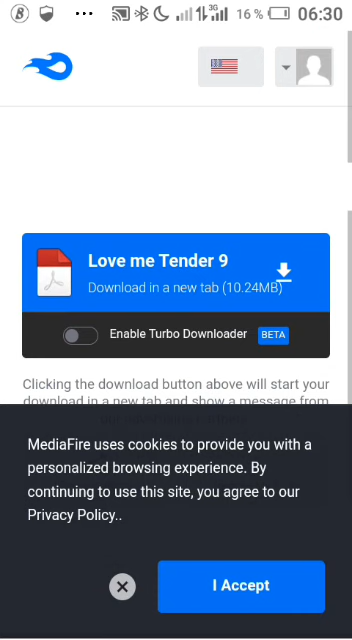 B ... 3G 16 % 06:30
Love me Tender 9
Download in a new tab (10.24MB)
Enable Turbo Downloader BETA
Clicking the download button above will start your
download in a new tab and show a message from
MediaFire uses cookies to provide you with a
personalized browsing experience. By
continuing to use this site, you agree to our
Privacy Policy..
I Accept